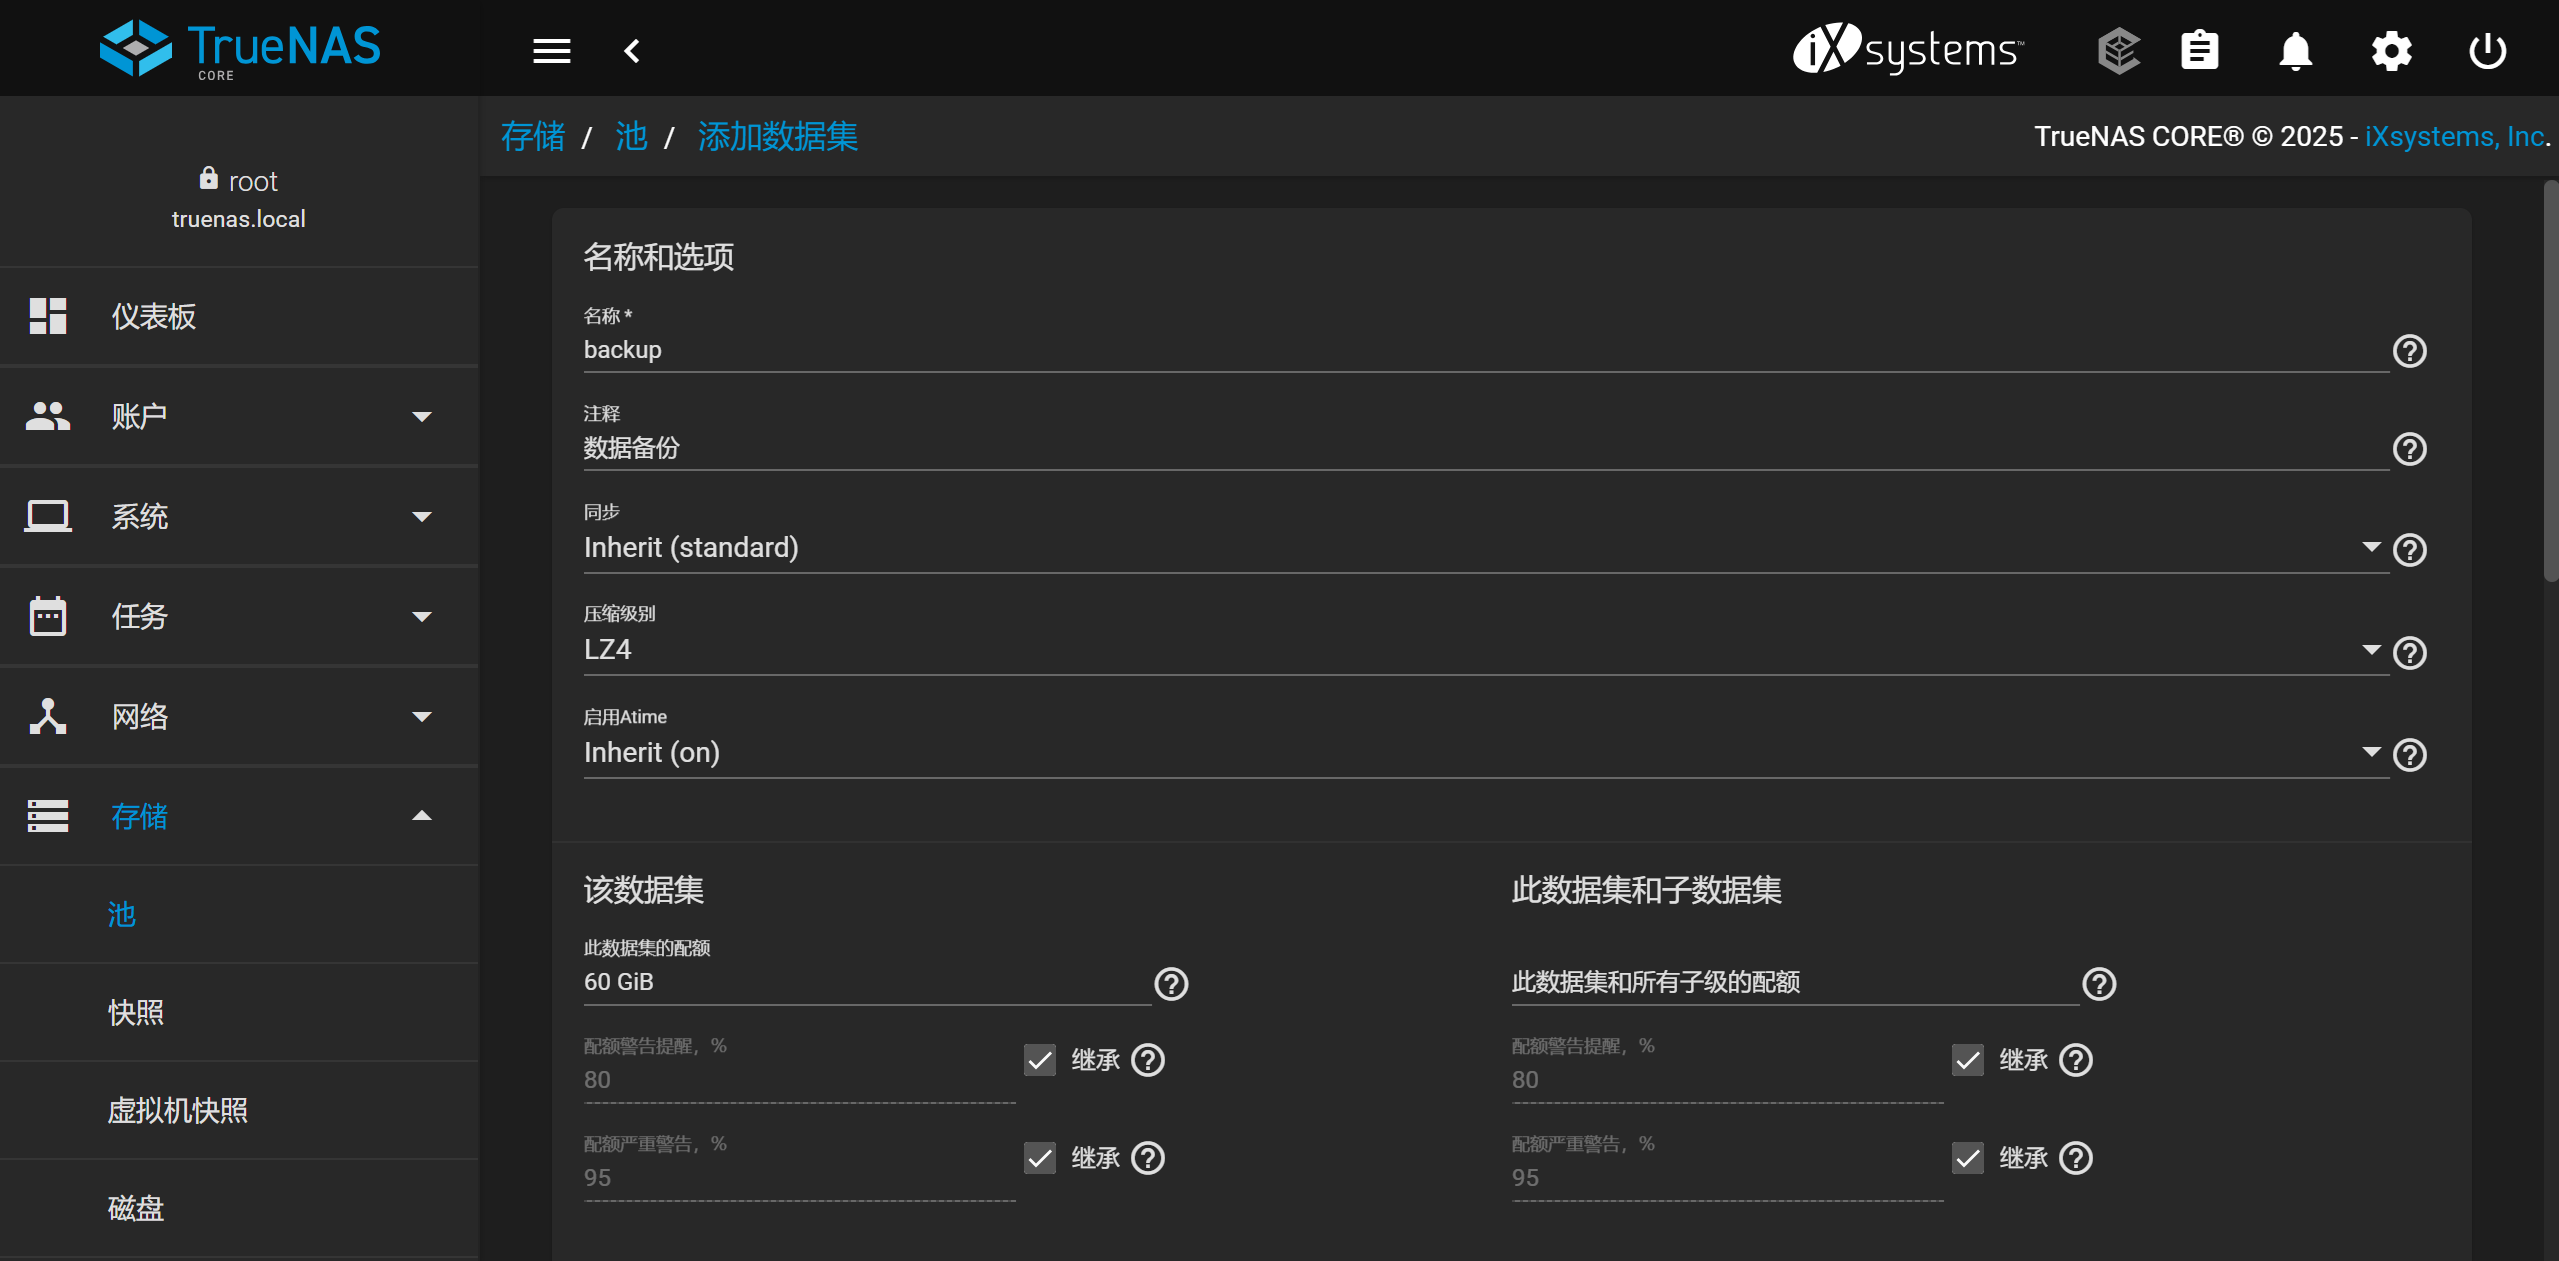 TrueNAS
CORE
iXsystems™
存储 / 池 / 添加数据集
TrueNAS CORE® © 2025 - iXsystems, Inc.
root
truenas.local
仪表板
账户
系统
任务
网络
存储
池
快照
虚拟机快照
磁盘
名称和选项
名称 *
backup
注释
数据备份
同步
Inherit (standard)
压缩级别
LZ4
启用Atime
Inherit (on)
该数据集
此数据集的配额
60 GiB
配额警告提醒，%
80
继承
配额严重警告，%
95
继承
此数据集和子数据集
此数据集和所有子级的配额
配额警告提醒，%
80
继承
配额严重警告，%
95
继承